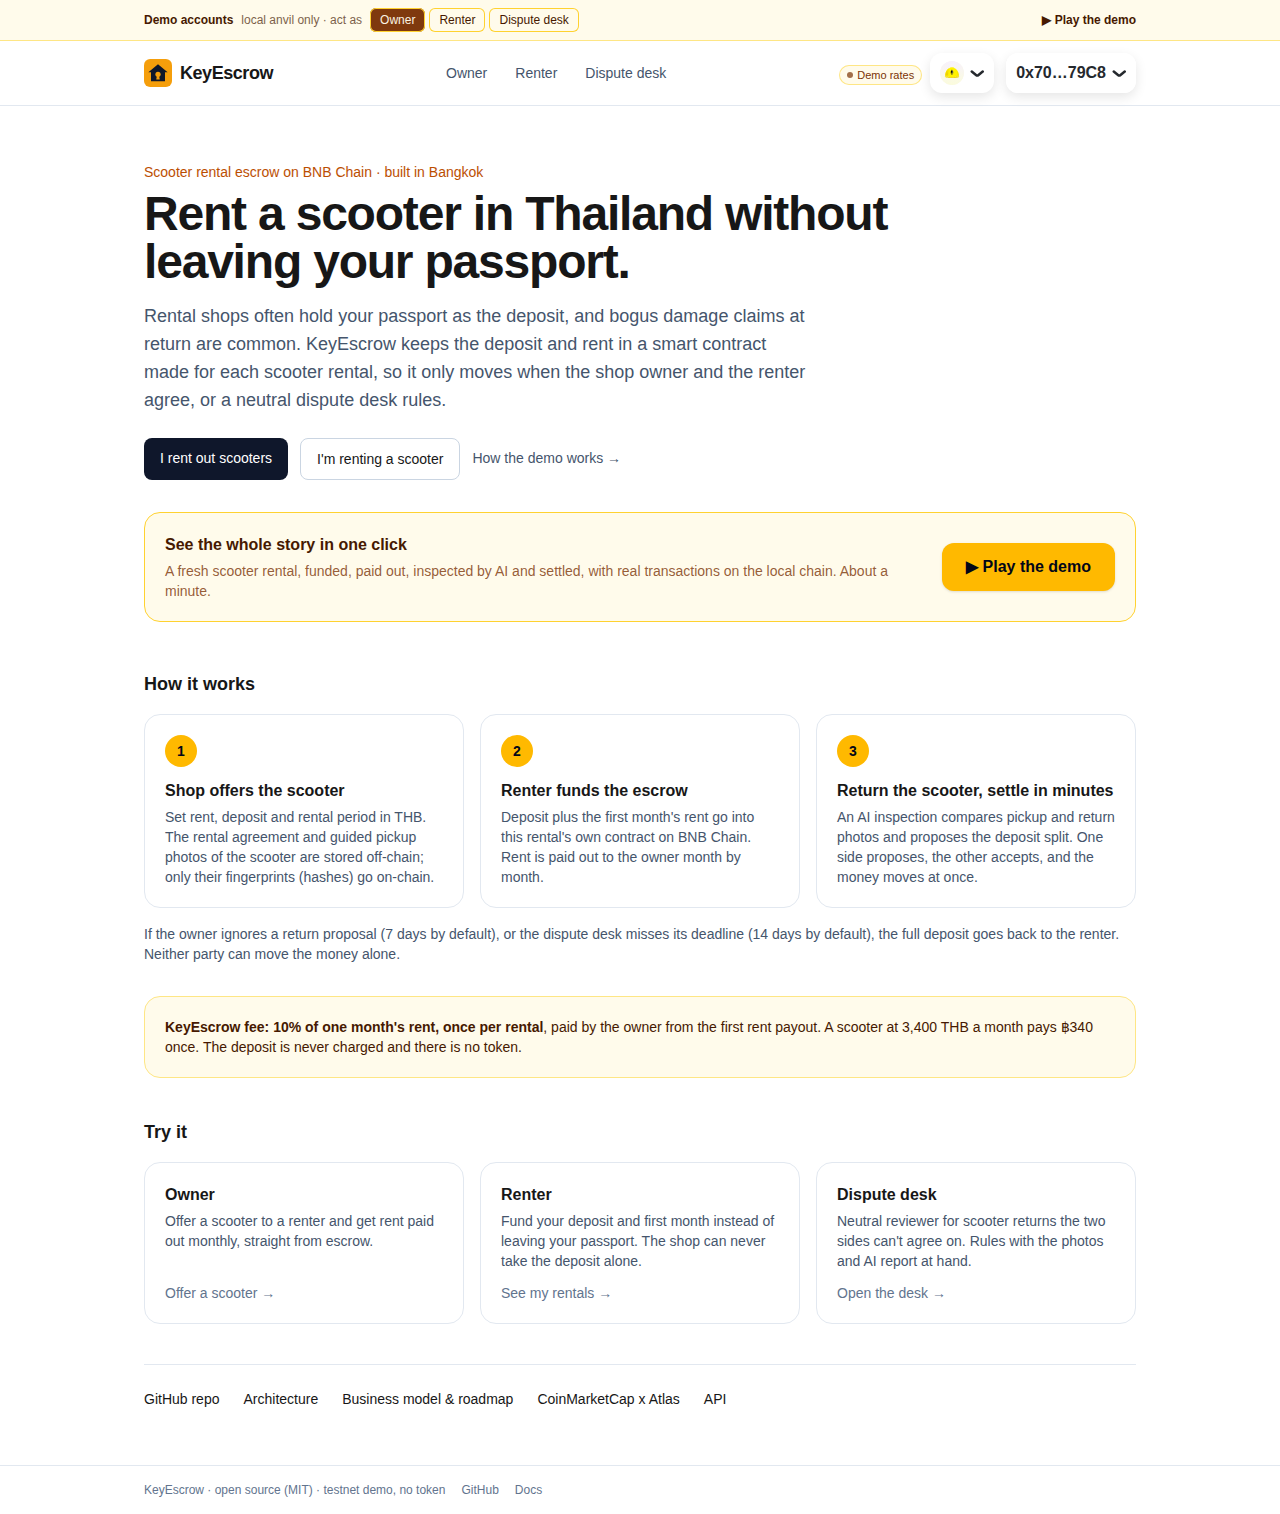 Demo accounts local anvil only · act as Owner Renter Dispute desk ▶ Play the demo
KeyEscrow Owner Renter Dispute desk Demo rates 0x70…79C8
Scooter rental escrow on BNB Chain · built in Bangkok
Rent a scooter in Thailand without
leaving your passport.
Rental shops often hold your passport as the deposit, and bogus damage claims at
return are common. KeyEscrow keeps the deposit and rent in a smart contract
made for each scooter rental, so it only moves when the shop owner and the renter
agree, or a neutral dispute desk rules.
I rent out scooters I'm renting a scooter How the demo works →
See the whole story in one click
A fresh scooter rental, funded, paid out, inspected by AI and settled, with real transactions on the local chain. About a
minute.
▶ Play the demo
How it works
1
Shop offers the scooter
Set rent, deposit and rental period in THB.
The rental agreement and guided pickup
photos of the scooter are stored off-chain;
only their fingerprints (hashes) go on-chain.
2
Renter funds the escrow
Deposit plus the first month's rent go into
this rental's own contract on BNB Chain.
Rent is paid out to the owner month by
month.
3
Return the scooter, settle in minutes
An AI inspection compares pickup and return
photos and proposes the deposit split. One
side proposes, the other accepts, and the
money moves at once.
If the owner ignores a return proposal (7 days by default), or the dispute desk misses its deadline (14 days by default), the full deposit goes back to the renter.
Neither party can move the money alone.
KeyEscrow fee: 10% of one month's rent, once per rental, paid by the owner from the first rent payout. A scooter at 3,400 THB a month pays ฿340
once. The deposit is never charged and there is no token.
Try it
Owner
Offer a scooter to a renter and get rent paid
out monthly, straight from escrow.
Offer a scooter →
Renter
Fund your deposit and first month instead of
leaving your passport. The shop can never
take the deposit alone.
See my rentals →
Dispute desk
Neutral reviewer for scooter returns the two
sides can't agree on. Rules with the photos
and AI report at hand.
Open the desk →
GitHub repo Architecture Business model & roadmap CoinMarketCap x Atlas API
KeyEscrow · open source (MIT) · testnet demo, no token GitHub Docs